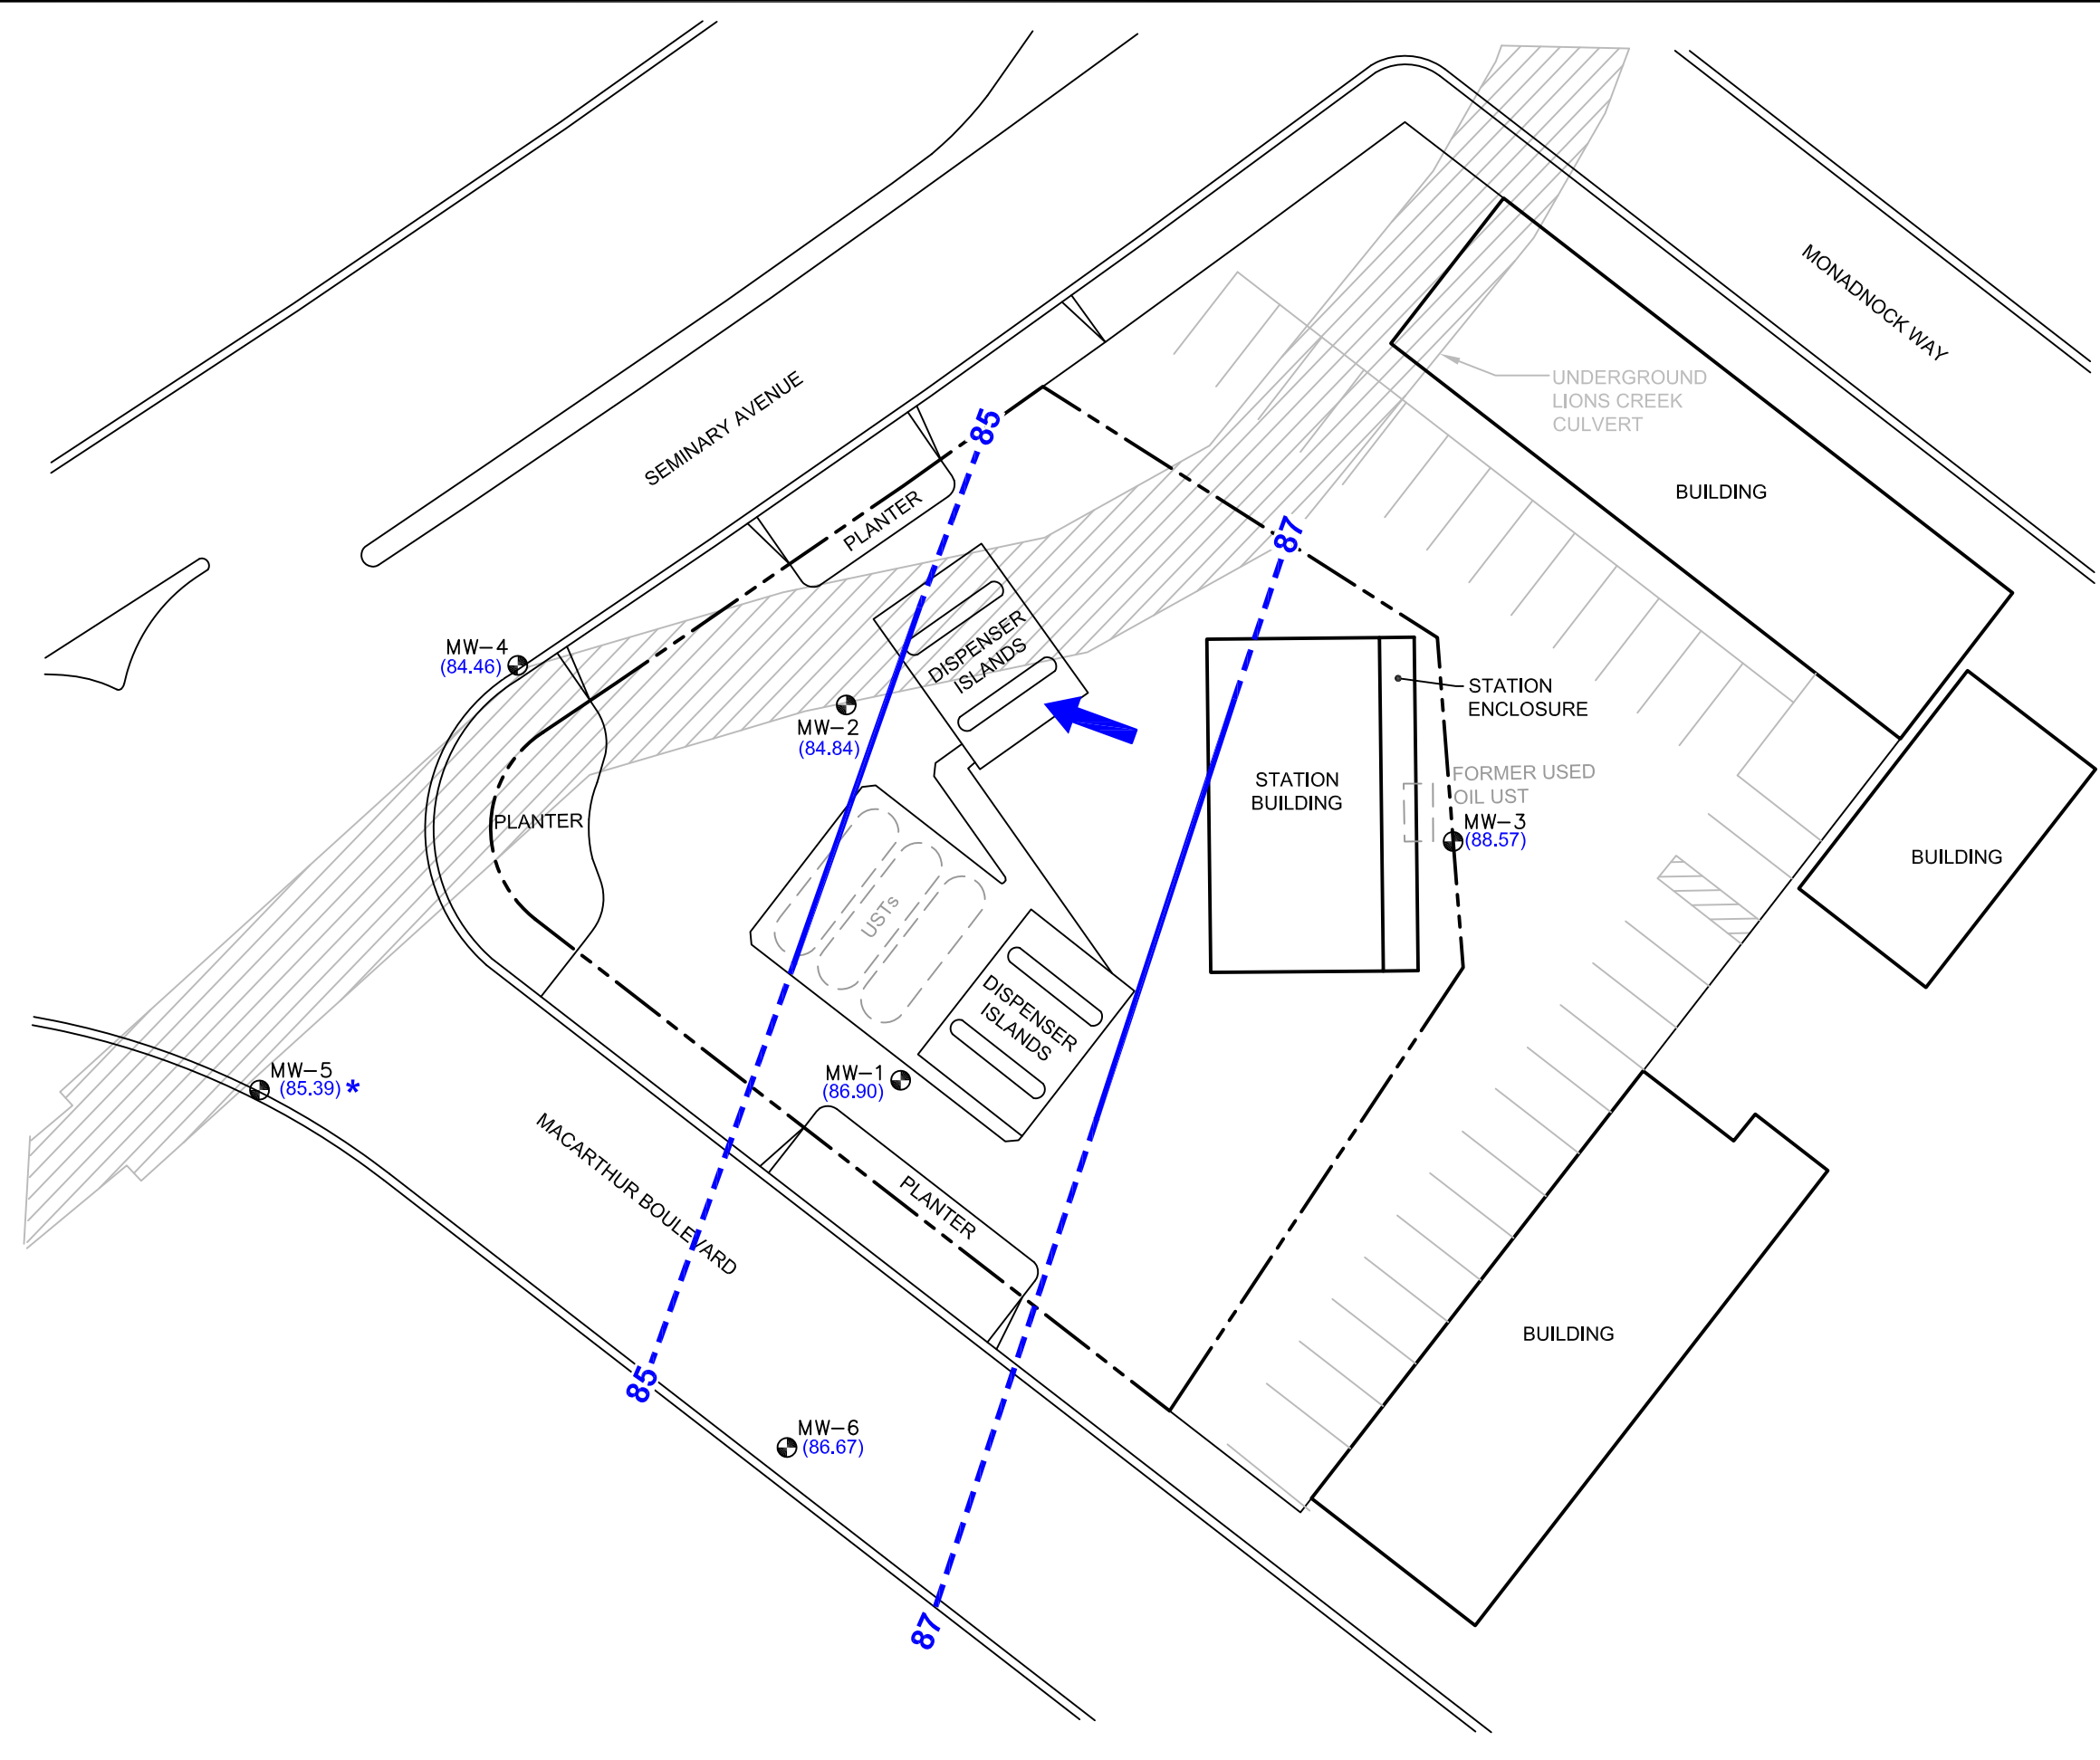 MONADNOCK WAY
UNDERGROUND
LIONS CREEK
CULVERT
SEMINARY AVENUE
85
BUILDING
PLANTER
87
DISPENSER
ISLANDS
MW-4
(84.46)
STATION
ENCLOSURE
MW-2
(84.84)
STATION
BUILDING
FORMER USED
OIL UST
MW-3
(88.57)
PLANTER
BUILDING
USTs
DISPENSER
ISLANDS
MW-5
(85.39) *
MW-1
(86.90)
MACARTHUR BOULEVARD
PLANTER
BUILDING
85
MW-6
(86.67)
87